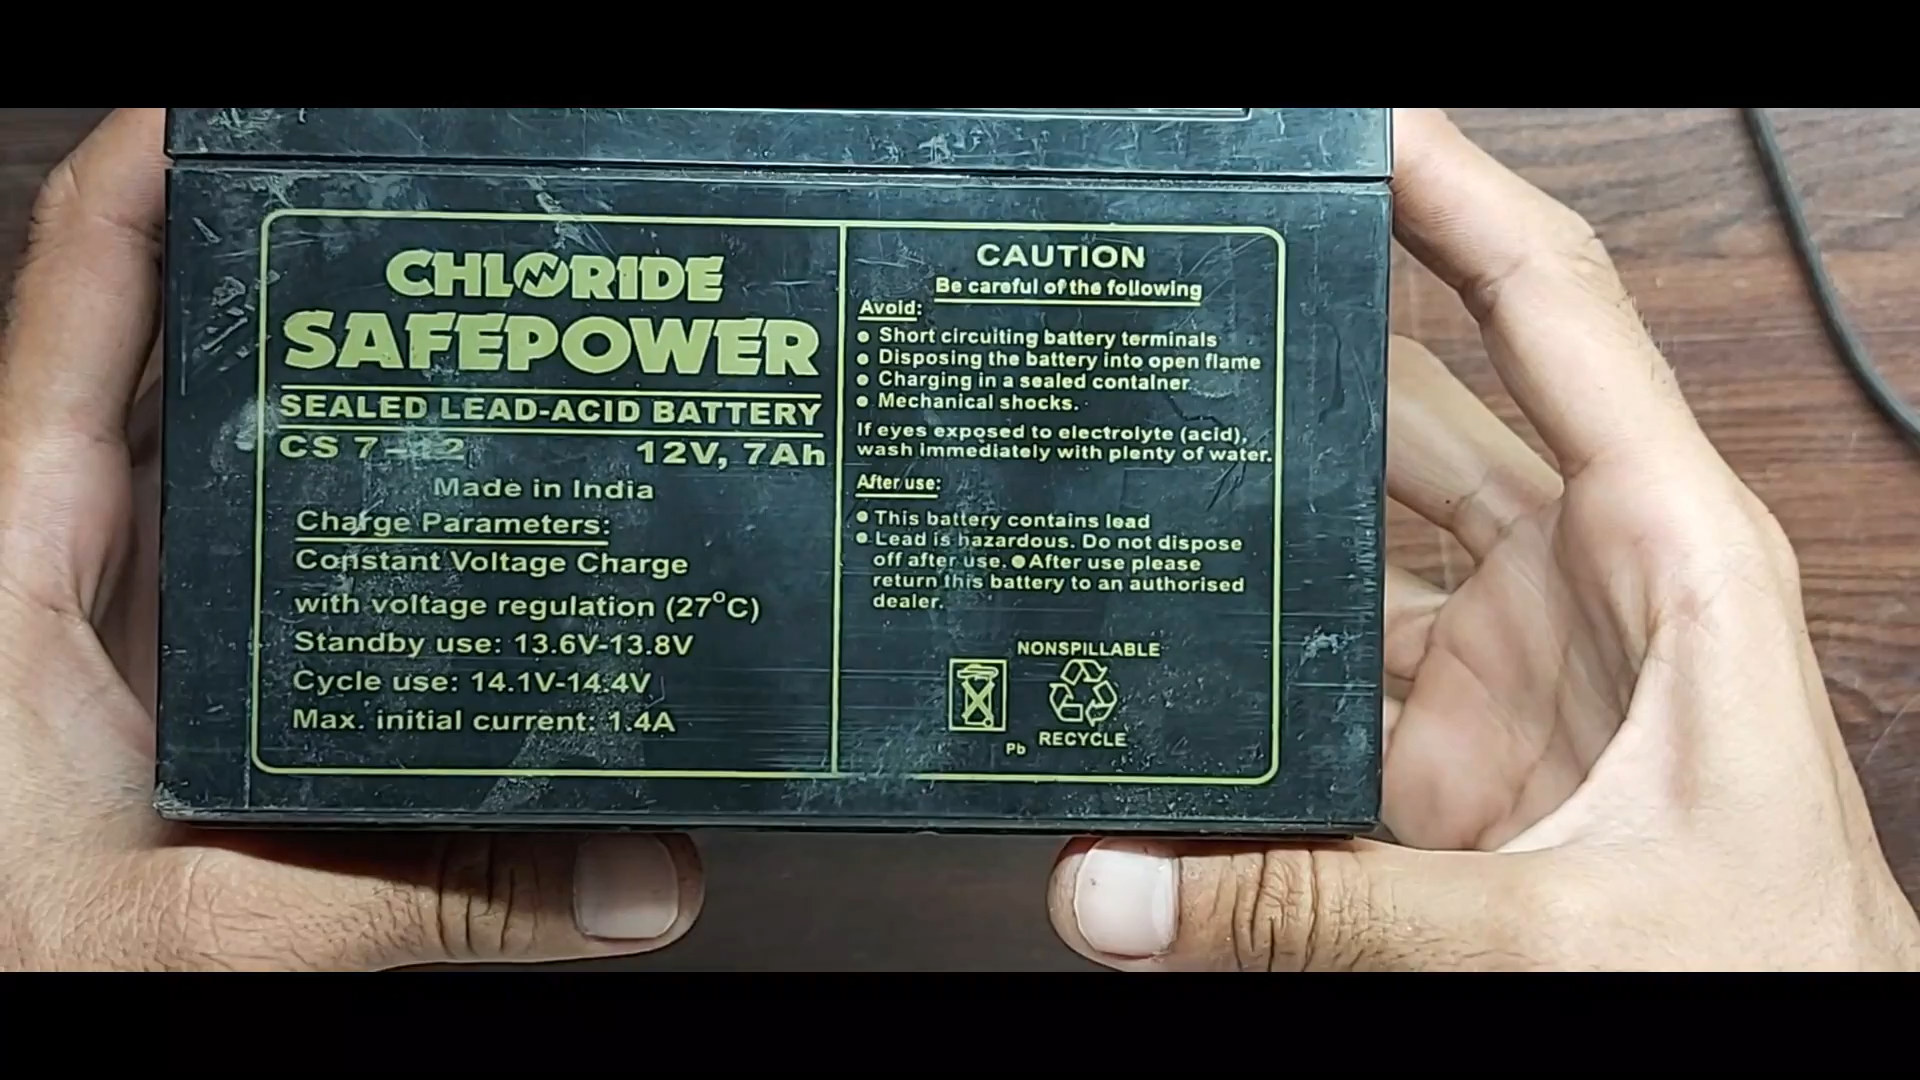 CHLORIDE
SAFEPOWER
SEALED LEAD-ACID BATTERY
CS 7-12 12V, 7Ah
Made in India
Charge Parameters:
Constant Voltage Charge
with voltage regulation (27°C)
Standby use: 13.6V-13.8V
Cycle use: 14.1V-14.4V
Max. initial current: 1.4A
CAUTION
Be careful of the following
Avoid:
● Short circuiting battery terminals
● Disposing the battery into open flame
● Charging in a sealed container
● Mechanical shocks.
If eyes exposed to electrolyte (acid),
wash immediately with plenty of water.
After use:
● This battery contains lead
● Lead is hazardous. Do not dispose
off after use. ● After use please
return this battery to an authorised
dealer.
NONSPILLABLE
Pb
RECYCLE